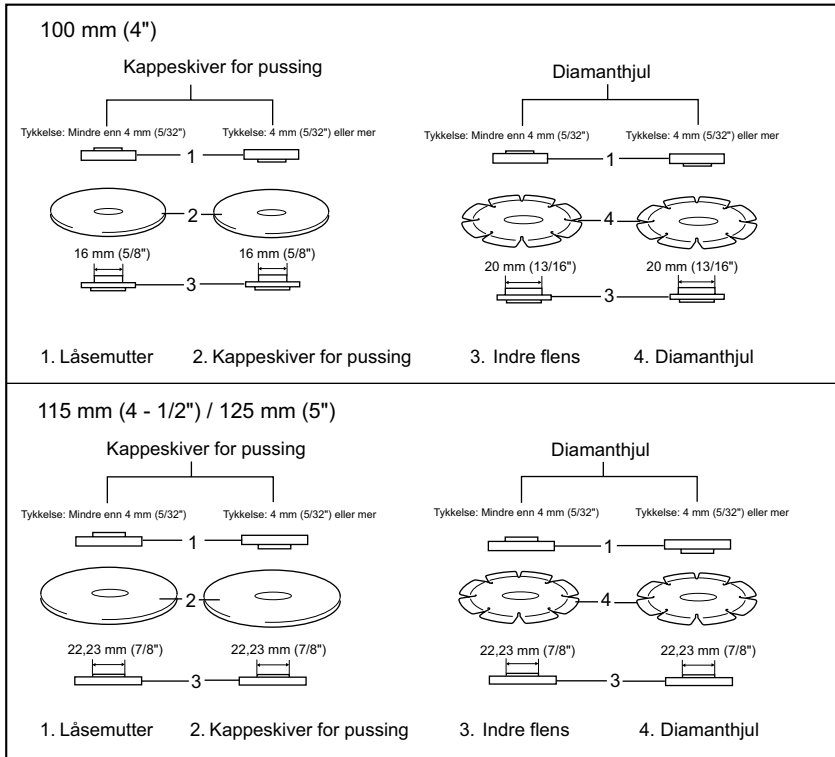 100 mm (4")
Kappeskiver for pussing
Diamanthjul
Tykkelse: Mindre enn 4 mm (5/32") Tykkelse: 4 mm (5/32") eller mer
Tykkelse: Mindre enn 4 mm (5/32") Tykkelse: 4 mm (5/32") eller mer
1
1
2
4
16 mm (5/8") 16 mm (5/8")
20 mm (13/16") 20 mm (13/16")
3
3
1. Låsemutter 2. Kappeskiver for pussing 3. Indre flens 4. Diamanthjul
115 mm (4 - 1/2") / 125 mm (5")
Kappeskiver for pussing
Diamanthjul
Tykkelse: Mindre enn 4 mm (5/32") Tykkelse: 4 mm (5/32") eller mer
Tykkelse: Mindre enn 4 mm (5/32") Tykkelse: 4 mm (5/32") eller mer
1
1
2
4
22,23 mm (7/8") 22,23 mm (7/8")
22,23 mm (7/8") 22,23 mm (7/8")
3
3
1. Låsemutter 2. Kappeskiver for pussing 3. Indre flens 4. Diamanthjul